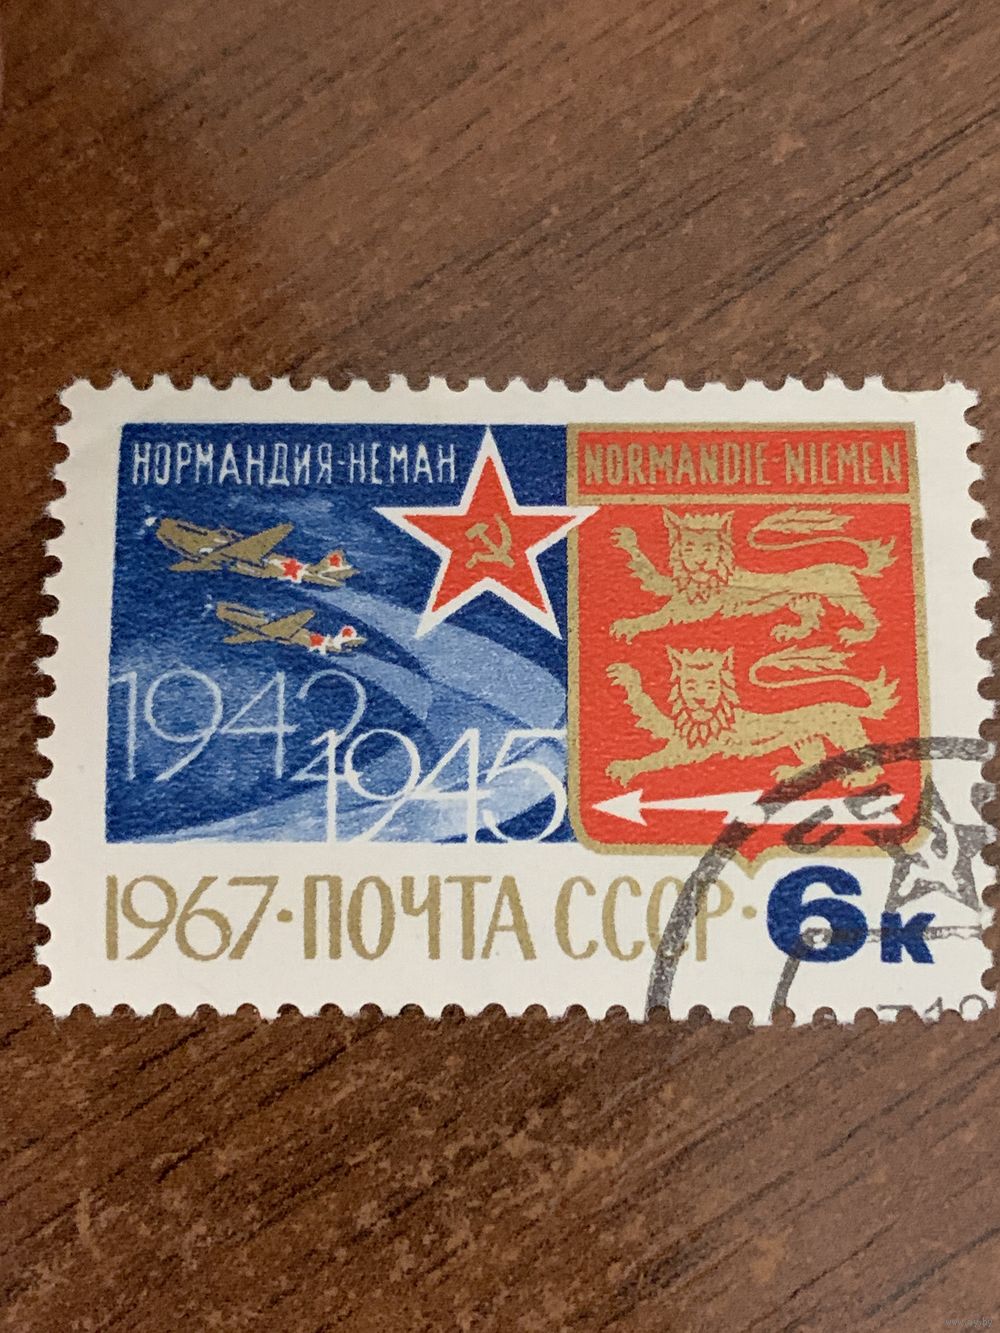 НОРМАНДИЯ-НЕМАН
NORMANDIE-NIEMEN
1942
1945
1967·ПОЧТА СССР·6к